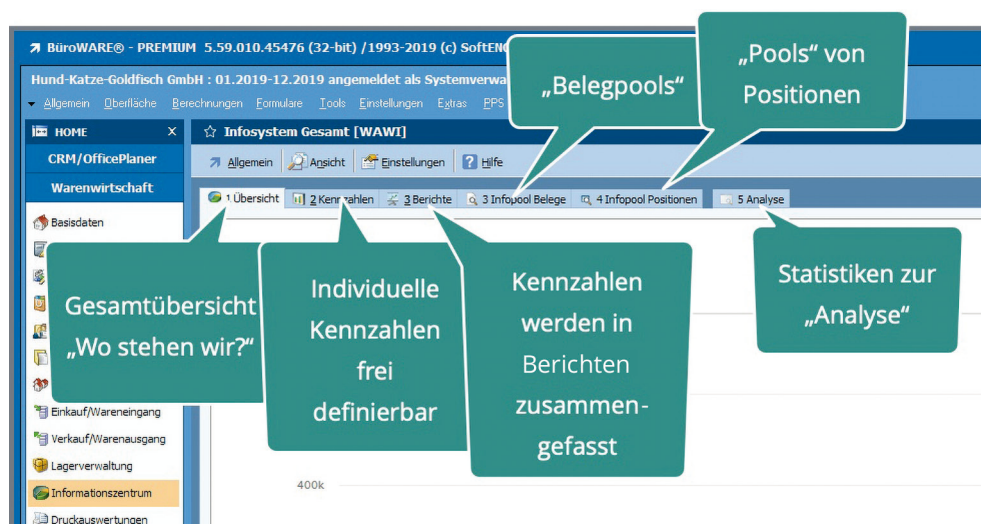 BüroWARE® - PREMIUM 5.59.010.45476 (32-bit) /1993-2019 (c) SoftENG
Hund-Katze-Goldfisch GmbH : 01.2019-12.2019 angemeldet als Systemverwa
Allgemein Oberfläche Berechnungen Formulare Tools Einstellungen Extras PPS
„Belegpools“
„Pools“ von
Positionen
HOME X
Infosystem Gesamt [WAWI]
CRM/OfficePlaner
Allgemein Ansicht Einstellungen Hilfe
Warenwirtschaft
1 Übersicht 2 Kennzahlen 3 Berichte 3 Infopool Belege 4 Infopool Positionen 5 Analyse
Basisdaten
Gesamtübersicht
„Wo stehen wir?“
Individuelle
Kennzahlen
frei
definierbar
Kennzahlen
werden in
Berichten
zusammen-
gefasst
Statistiken zur
„Analyse“
Einkauf/Wareneingang
Verkauf/Warenausgang
Lagerverwaltung
Informationszentrum
Druckauswertungen
400k